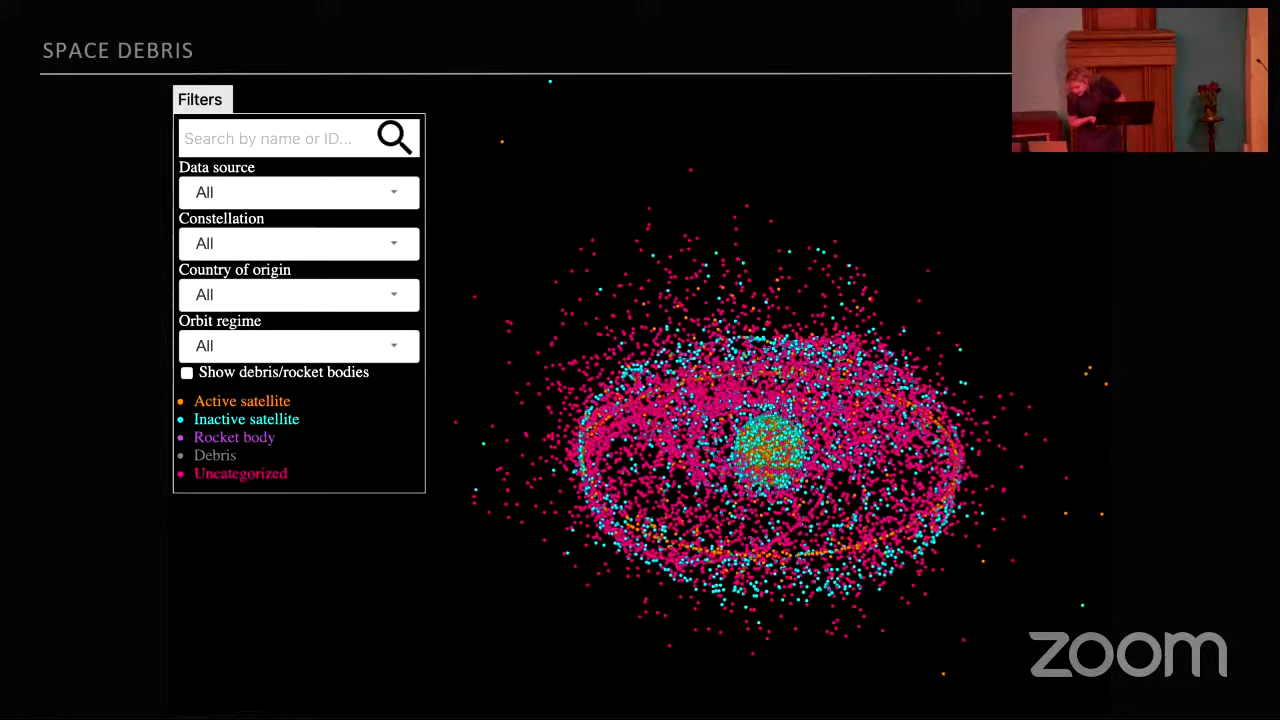 SPACE DEBRIS
Filters
Search by name or ID...
Data source
All
Constellation
All
Country of origin
All
Orbit regime
All
Show debris/rocket bodies
Active satellite
Inactive satellite
Rocket body
Debris
Uncategorized
zoom